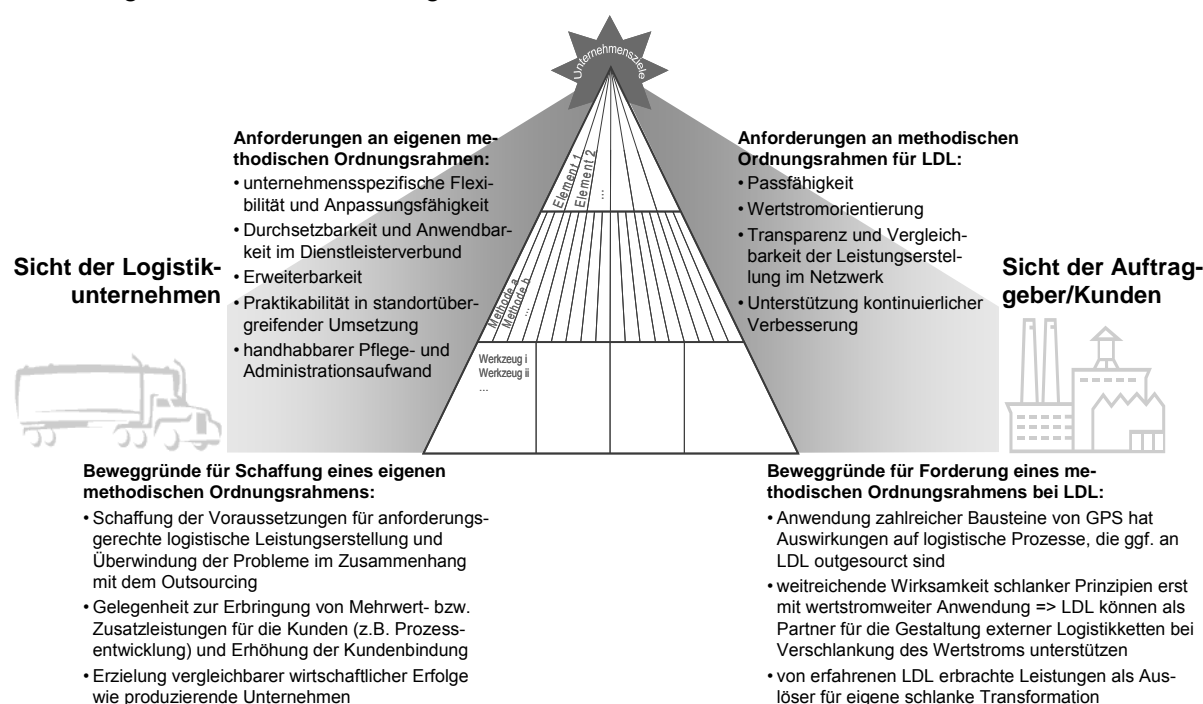 Unternehmensziele
Anforderungen an eigenen me-
thodischen Ordnungsrahmen:
• unternehmensspezifische Flexi-
bilität und Anpassungsfähigkeit
• Durchsetzbarkeit und Anwendbar-
keit im Dienstleisterverbund
• Erweiterbarkeit
• Praktikabilität in standortüber-
greifender Umsetzung
• handhabbarer Pflege- und
Administrationsaufwand
Sicht der Logistik-
unternehmen
Element 1
Element 2
...
Methode a
Methode b
...
Werkzeug i
Werkzeug ii
...
Anforderungen an methodischen
Ordnungsrahmen für LDL:
• Passfähigkeit
• Wertstromorientierung
• Transparenz und Vergleich-
barkeit der Leistungserstel-
lung im Netzwerk
• Unterstützung kontinuierlicher
Verbesserung
Sicht der Auftrag-
geber/Kunden
Beweggründe für Schaffung eines eigenen
methodischen Ordnungsrahmens:
• Schaffung der Voraussetzungen für anforderungs-
gerechte logistische Leistungserstellung und
Überwindung der Probleme im Zusammenhang
mit dem Outsourcing
• Gelegenheit zur Erbringung von Mehrwert- bzw.
Zusatzleistungen für die Kunden (z.B. Prozess-
entwicklung) und Erhöhung der Kundenbindung
• Erzielung vergleichbarer wirtschaftlicher Erfolge
wie produzierende Unternehmen
Beweggründe für Forderung eines me-
thodischen Ordnungsrahmens bei LDL:
• Anwendung zahlreicher Bausteine von GPS hat
Auswirkungen auf logistische Prozesse, die ggf. an
LDL outgesourct sind
• weitreichende Wirksamkeit schlanker Prinzipien erst
mit wertstromweiter Anwendung => LDL können als
Partner für die Gestaltung externer Logistikketten bei
Verschlankung des Wertstroms unterstützen
• von erfahrenen LDL erbrachte Leistungen als Aus-
löser für eigene schlanke Transformation